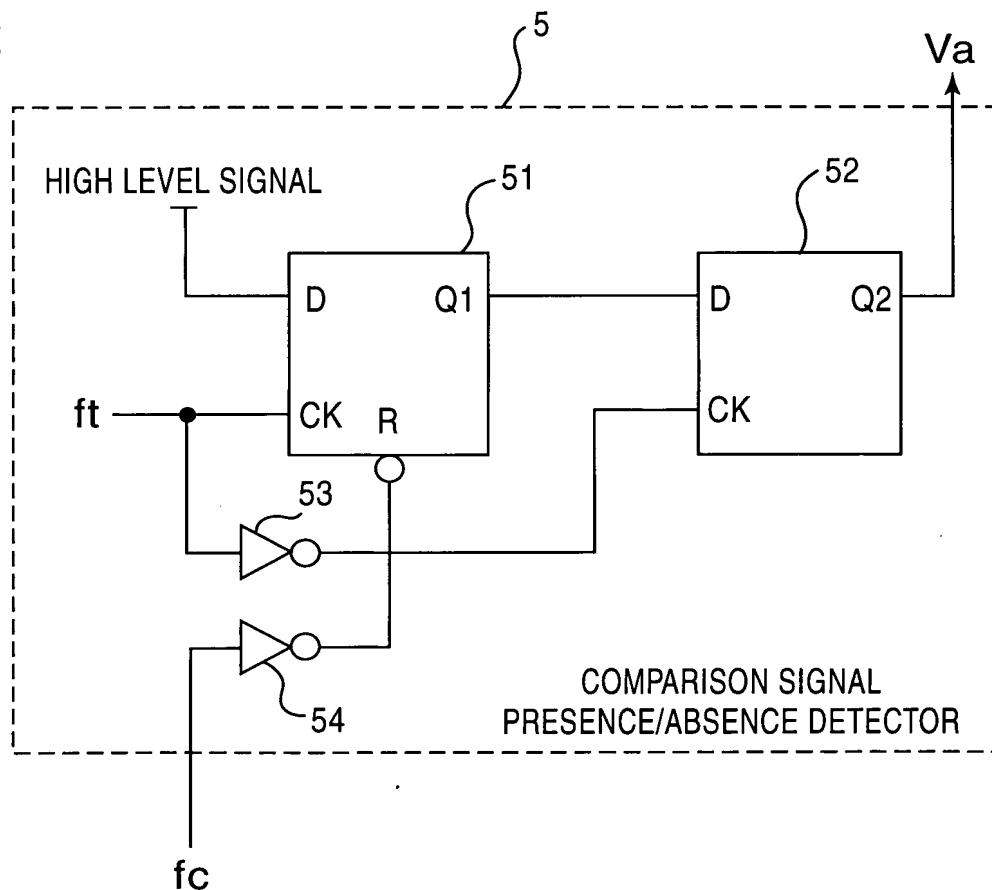 5
Va
HIGH LEVEL SIGNAL
51
52
D
Q1
D
Q2
ft
CK
R
CK
53
54
COMPARISON SIGNAL
PRESENCE/ABSENCE DETECTOR
fc